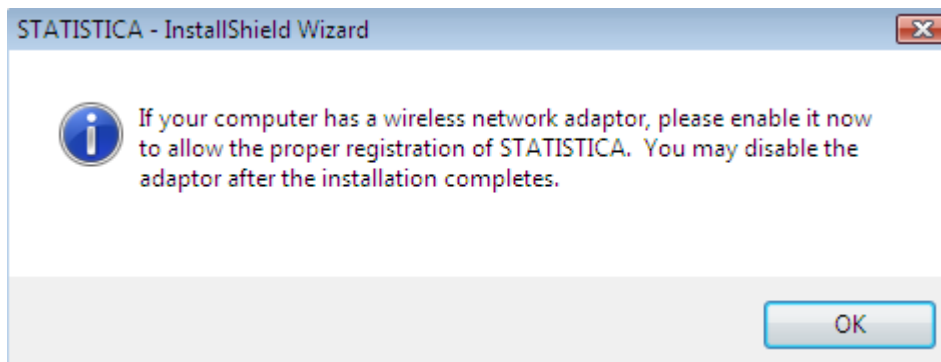 STATISTICA - InstallShield Wizard
If your computer has a wireless network adaptor, please enable it now
to allow the proper registration of STATISTICA.  You may disable the
adaptor after the installation completes.
OK